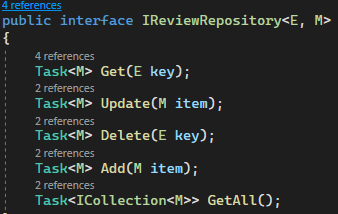 4 references
public interface IReviewRepository<E, M>
{
4 references
Task<M> Get(E key);
2 references
Task<M> Update(M item);
2 references
Task<M> Delete(E key);
2 references
Task<M> Add(M item);
2 references
Task<ICollection<M>> GetAll();